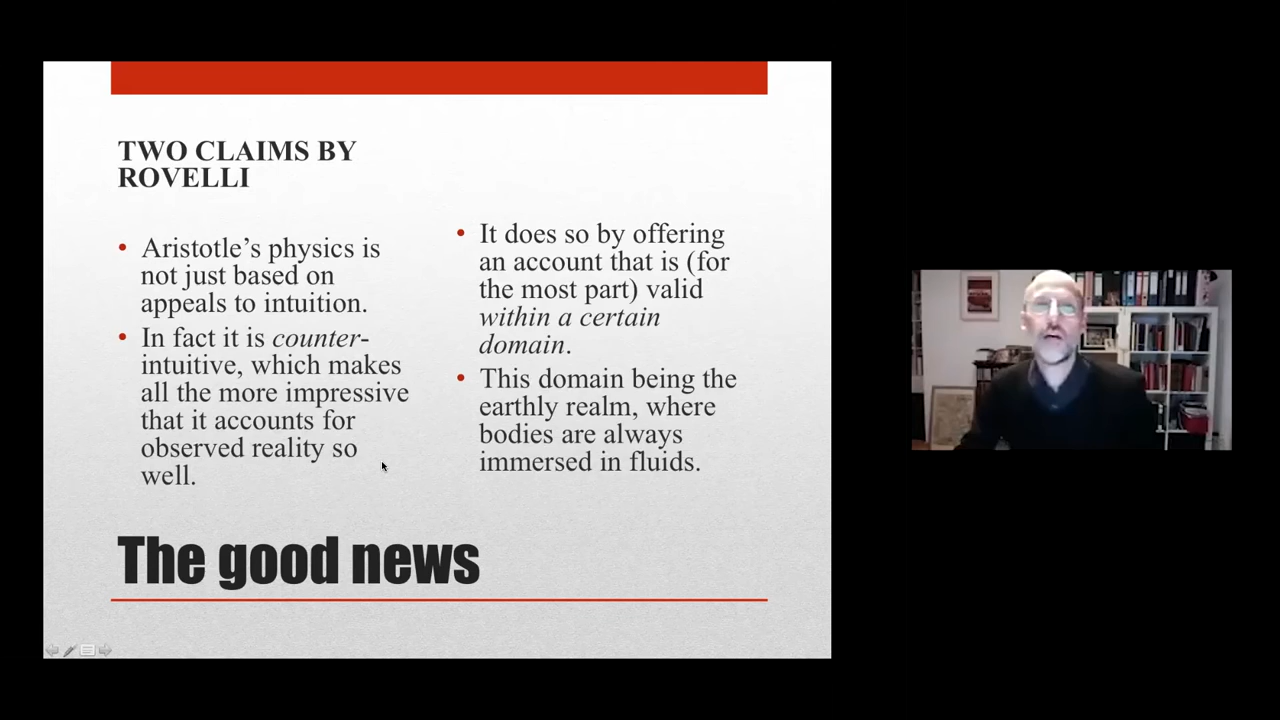 TWO CLAIMS BY
ROVELLI
• Aristotle’s physics is
not just based on
appeals to intuition.
• In fact it is counter-
intuitive, which makes
all the more impressive
that it accounts for
observed reality so
well.
• It does so by offering
an account that is (for
the most part) valid
within a certain
domain.
• This domain being the
earthly realm, where
bodies are always
immersed in fluids.
The good news